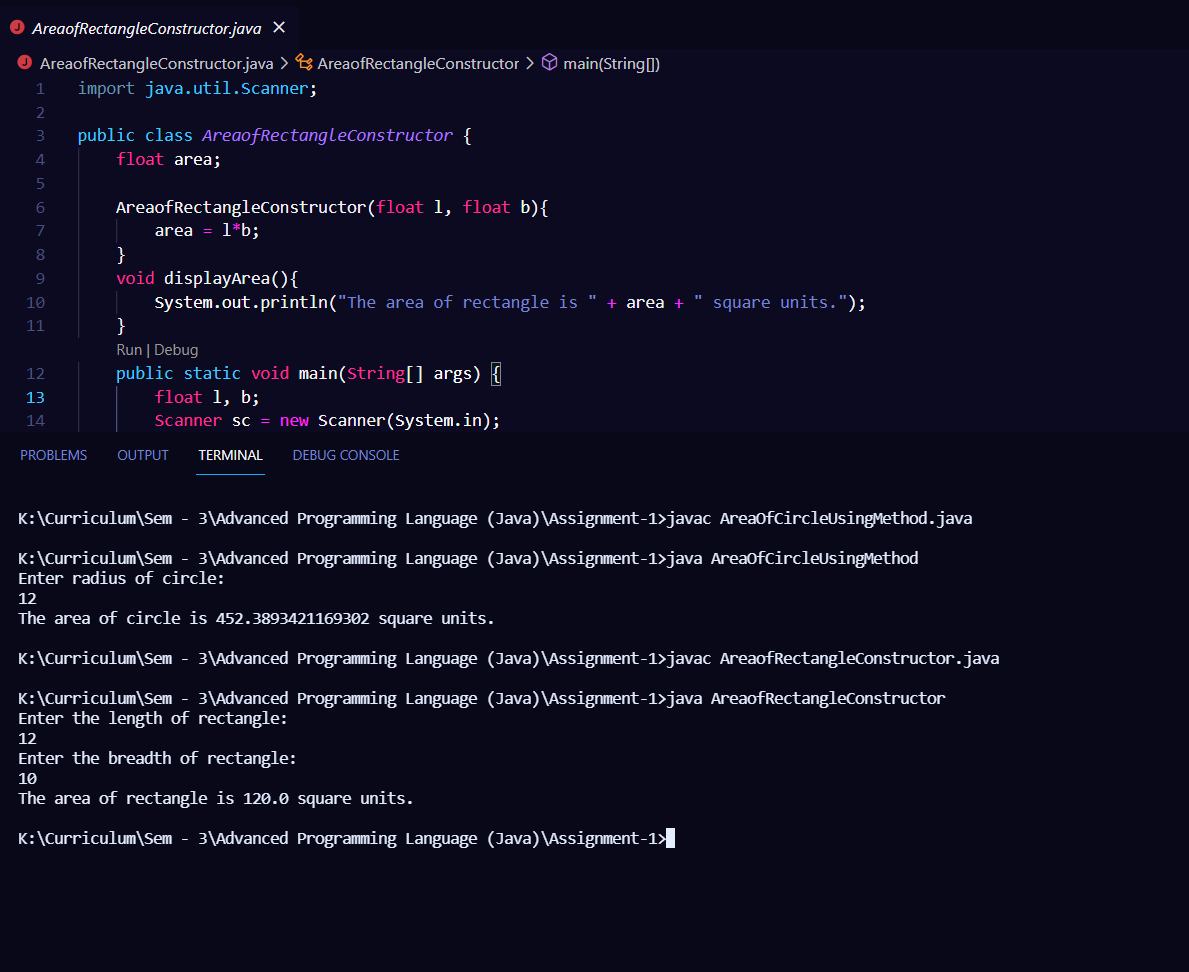 AreaofRectangleConstructor.java
AreaofRectangleConstructor.java > AreaofRectangleConstructor > main(String[])
1 import java.util.Scanner;
2
3 public class AreaofRectangleConstructor {
4     float area;
5
6     AreaofRectangleConstructor(float l, float b){
7         area = l*b;
8     }
9     void displayArea(){
10         System.out.println("The area of rectangle is " + area + " square units.");
11     }
Run | Debug
12     public static void main(String[] args) {
13         float l, b;
14         Scanner sc = new Scanner(System.in);
PROBLEMS OUTPUT TERMINAL DEBUG CONSOLE
K:\Curriculum\Sem - 3\Advanced Programming Language (Java)\Assignment-1>javac AreaOfCircleUsingMethod.java
K:\Curriculum\Sem - 3\Advanced Programming Language (Java)\Assignment-1>java AreaOfCircleUsingMethod
Enter radius of circle:
12
The area of circle is 452.3893421169302 square units.
K:\Curriculum\Sem - 3\Advanced Programming Language (Java)\Assignment-1>javac AreaofRectangleConstructor.java
K:\Curriculum\Sem - 3\Advanced Programming Language (Java)\Assignment-1>java AreaofRectangleConstructor
Enter the length of rectangle:
12
Enter the breadth of rectangle:
10
The area of rectangle is 120.0 square units.
K:\Curriculum\Sem - 3\Advanced Programming Language (Java)\Assignment-1>